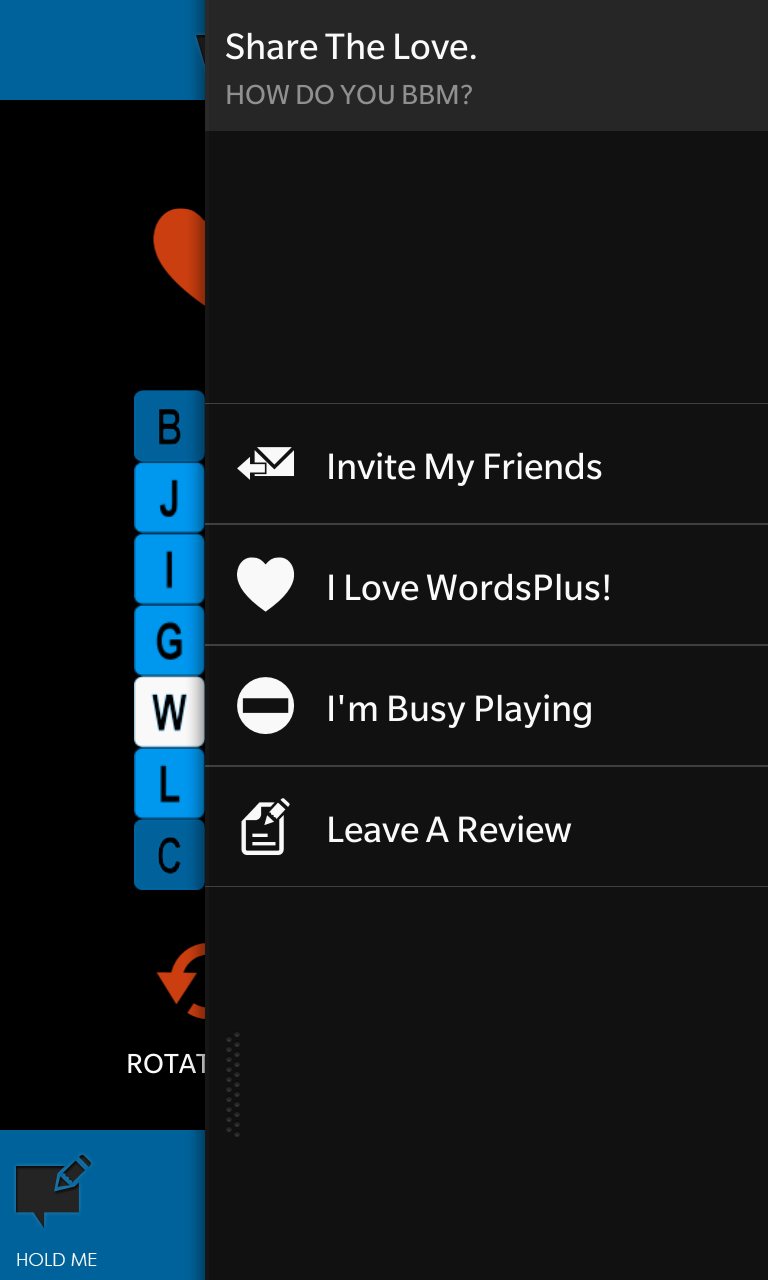 Share The Love.
HOW DO YOU BBM?
B
J
I
G
W
L
C
Invite My Friends
I Love WordsPlus!
I'm Busy Playing
Leave A Review
ROTAT
HOLD ME